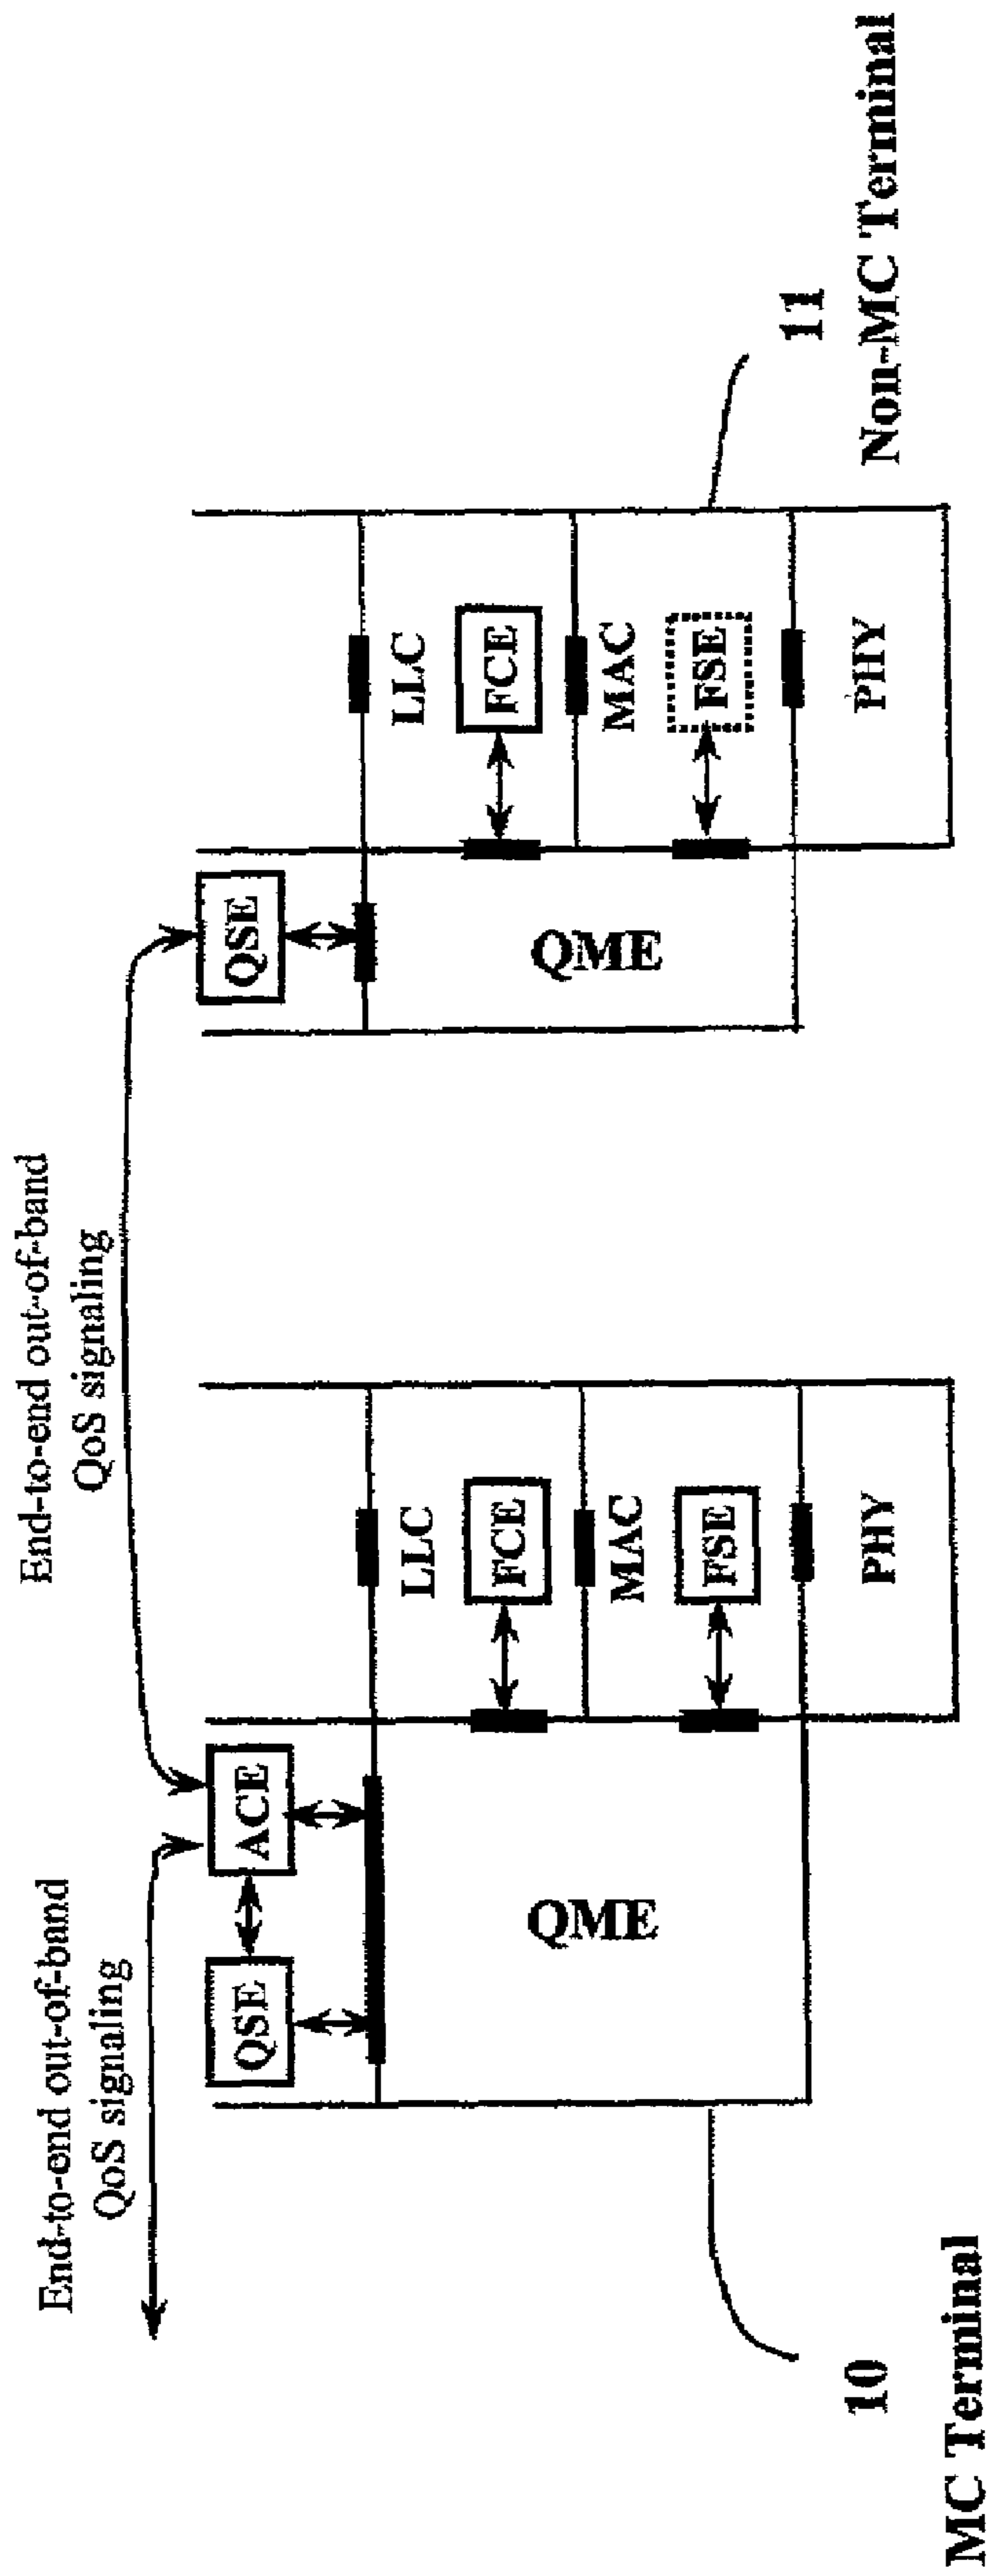 End-to-end out-of-band
QoS signaling
End-to-end out-of-band
QoS signaling
QSE
ACE
QSE
LLC
LLC
FCE
FCE
QME
QME
MAC
MAC
FSE
FSE
PHY
PHY
10
MC Terminal
11
Non-MC Terminal